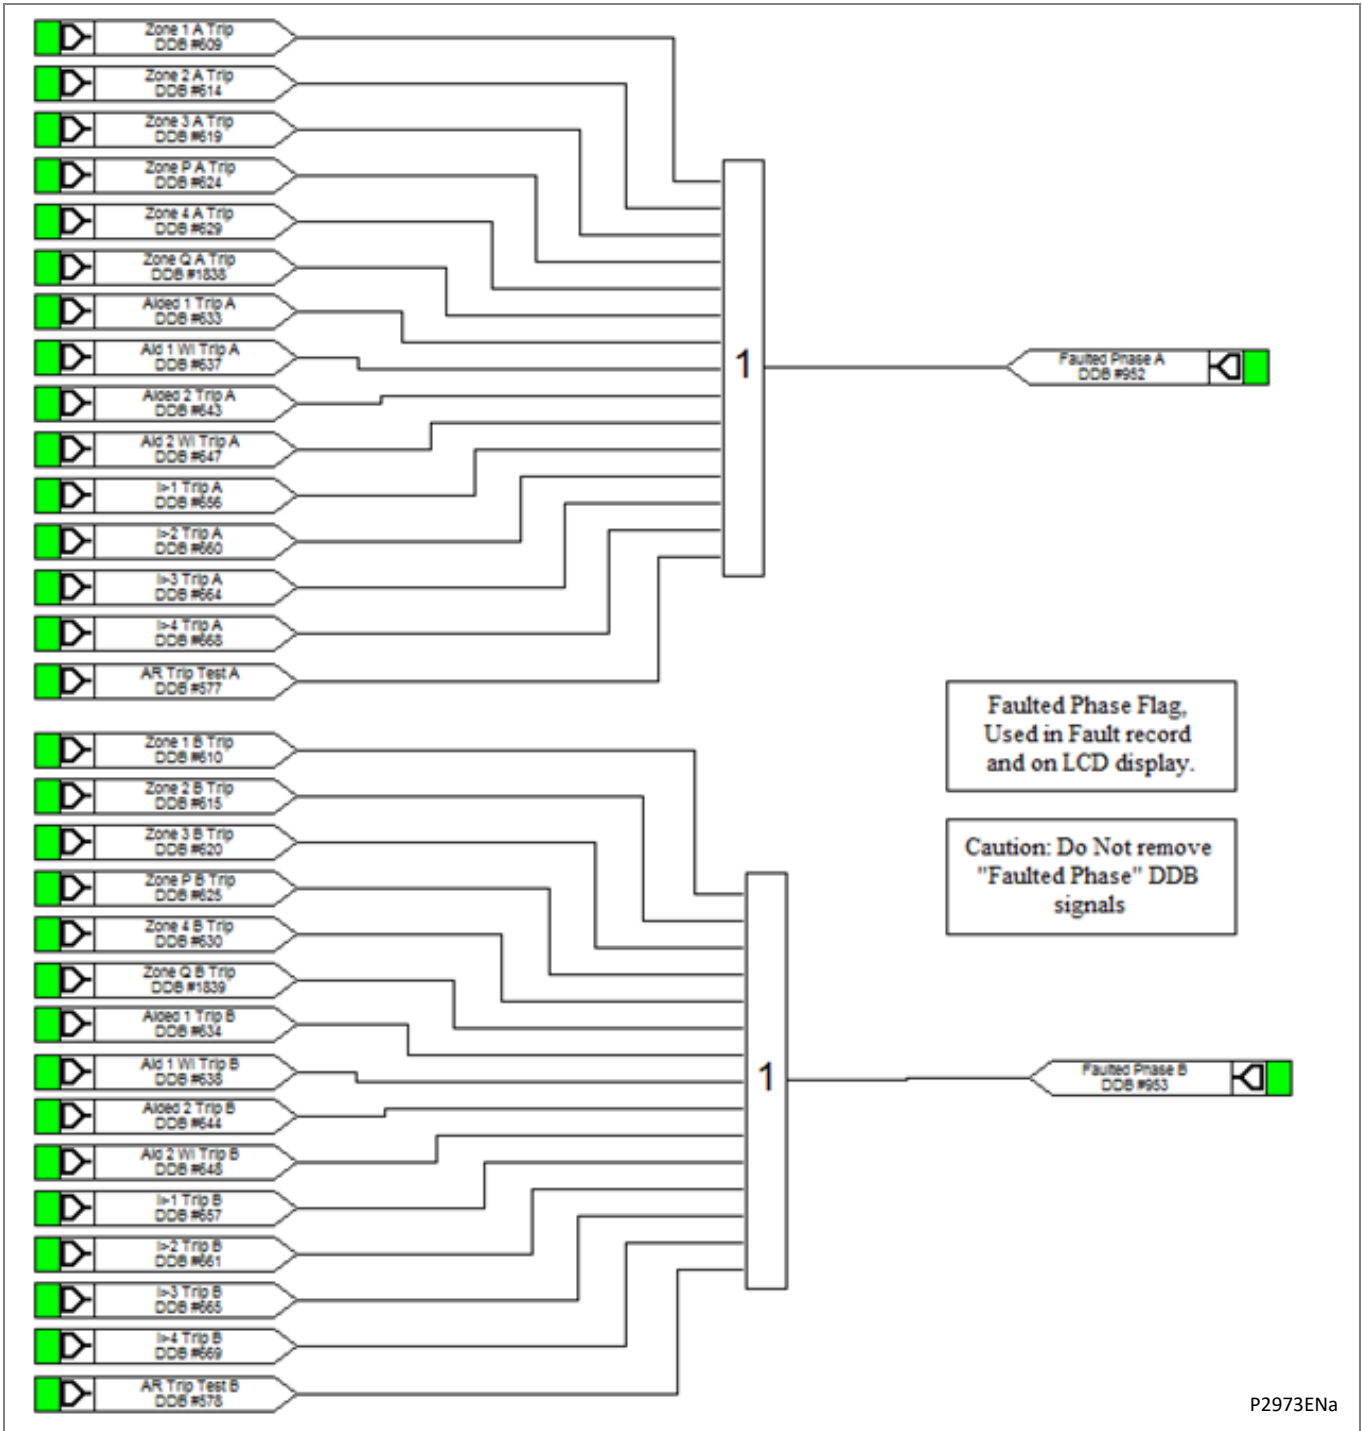 Zone 1 A Trip
DDB #609
Zone 2 A Trip
DDB #614
Zone 3 A Trip
DDB #619
Zone P A Trip
DDB #624
Zone 4 A Trip
DDB #629
Zone Q A Trip
DDB #1838
Aided 1 Trip A
DDB #633
Aid 1 WI Trip A
DDB #637
Aided 2 Trip A
DDB #643
Aid 2 WI Trip A
DDB #647
I>1 Trip A
DDB #656
I>2 Trip A
DDB #660
I>3 Trip A
DDB #664
I>4 Trip A
DDB #668
AR Trip Test A
DDB #577
1
Faulted Phase A
DDB #952
Faulted Phase Flag,
Used in Fault record
and on LCD display.
Caution: Do Not remove
"Faulted Phase" DDB
signals
Zone 1 B Trip
DDB #610
Zone 2 B Trip
DDB #615
Zone 3 B Trip
DDB #620
Zone P B Trip
DDB #625
Zone 4 B Trip
DDB #630
Zone Q B Trip
DDB #1839
Aided 1 Trip B
DDB #634
Aid 1 WI Trip B
DDB #638
Aided 2 Trip B
DDB #644
Aid 2 WI Trip B
DDB #648
I>1 Trip B
DDB #657
I>2 Trip B
DDB #661
I>3 Trip B
DDB #665
I>4 Trip B
DDB #669
AR Trip Test B
DDB #578
1
Faulted Phase B
DDB #953
P2973ENa